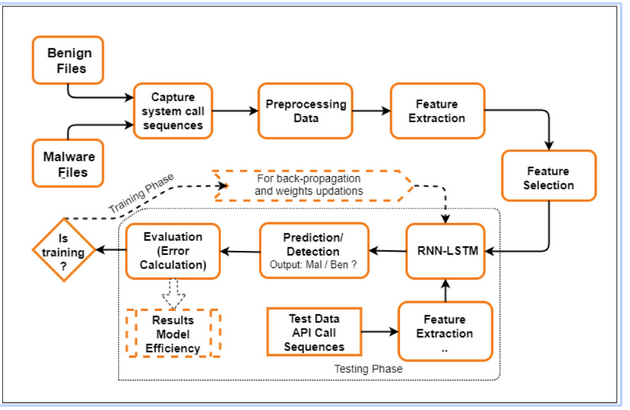 Benign
Files
Capture
system call
sequences
Preprocessing
Data
Feature
Extraction
Malware
Files
Feature
Selection
Training Phase
For back-propagation
and weights updations
Is
training
?
Evaluation
(Error
Calculation)
Prediction/
Detection
Output: Mal / Ben ?
RNN-LSTM
Results
Model
Efficiency
Test Data
API Call
Sequences
Feature
Extraction
..
Testing Phase